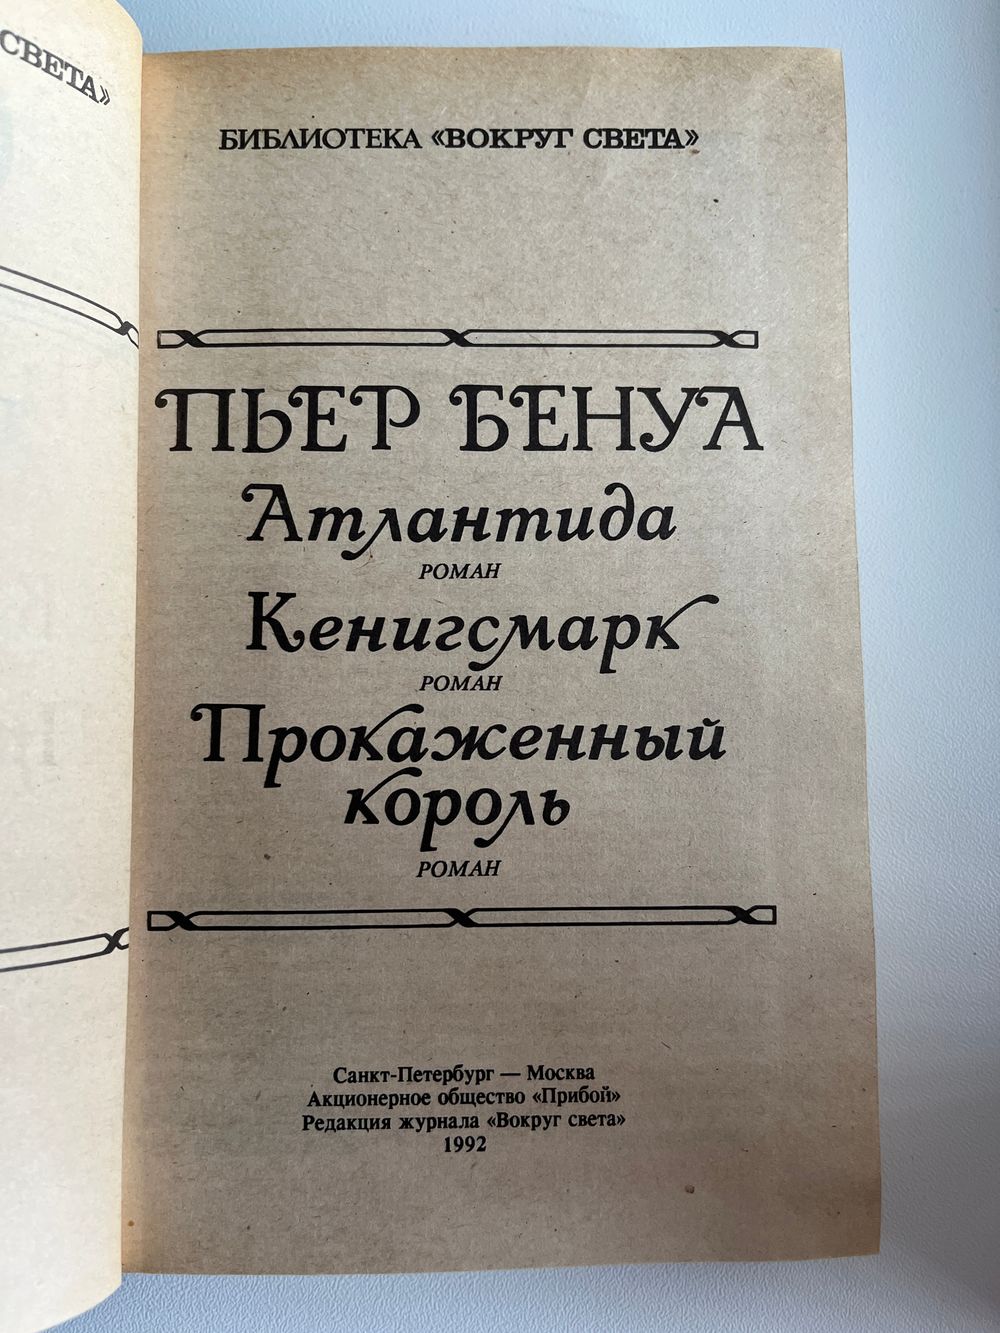 СВЕТА»
БИБЛИОТЕКА «ВОКРУГ СВЕТА»
ПЬЕР БЕНУА
Атлантида
РОМАН
Кенигсмарк
РОМАН
Прокаженный
король
РОМАН
Санкт-Петербург — Москва
Акционерное общество «Прибой»
Редакция журнала «Вокруг света»
1992